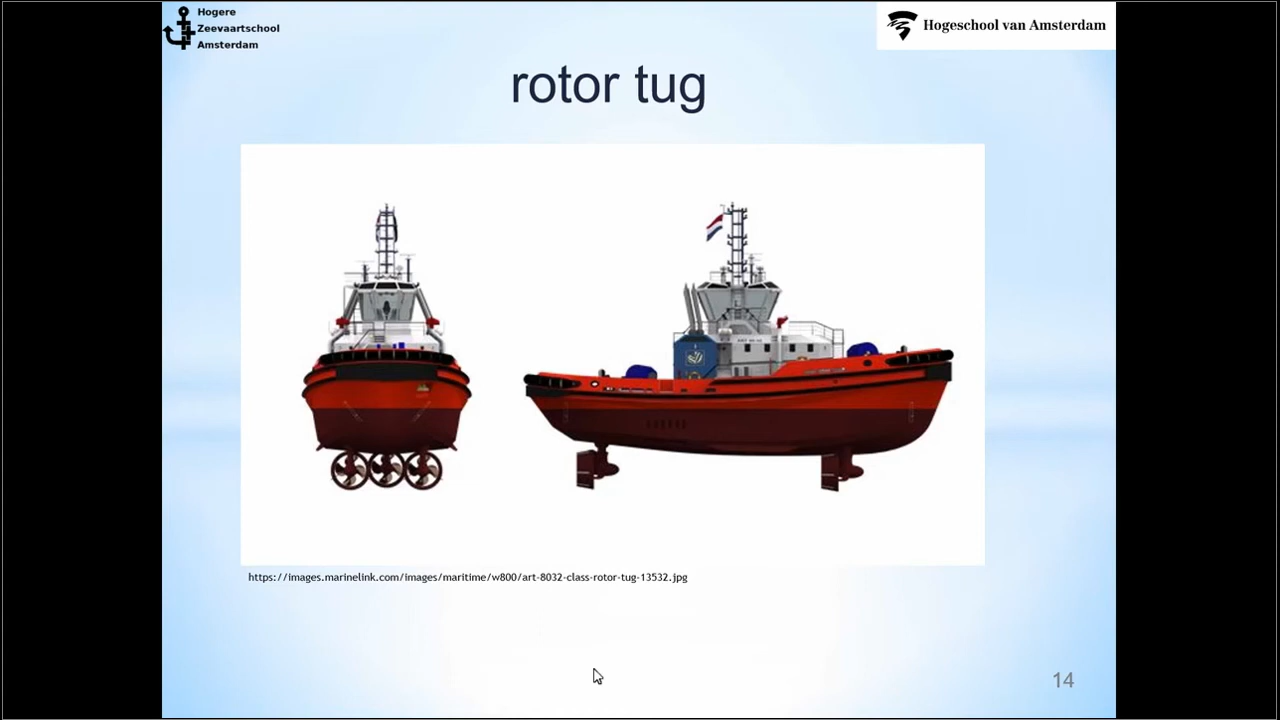 Hogere
Zeevaartschool
Amsterdam
Hogeschool van Amsterdam
rotor tug
https://images.marinelink.com/images/maritime/w800/art-8032-class-rotor-tug-13532.jpg
14